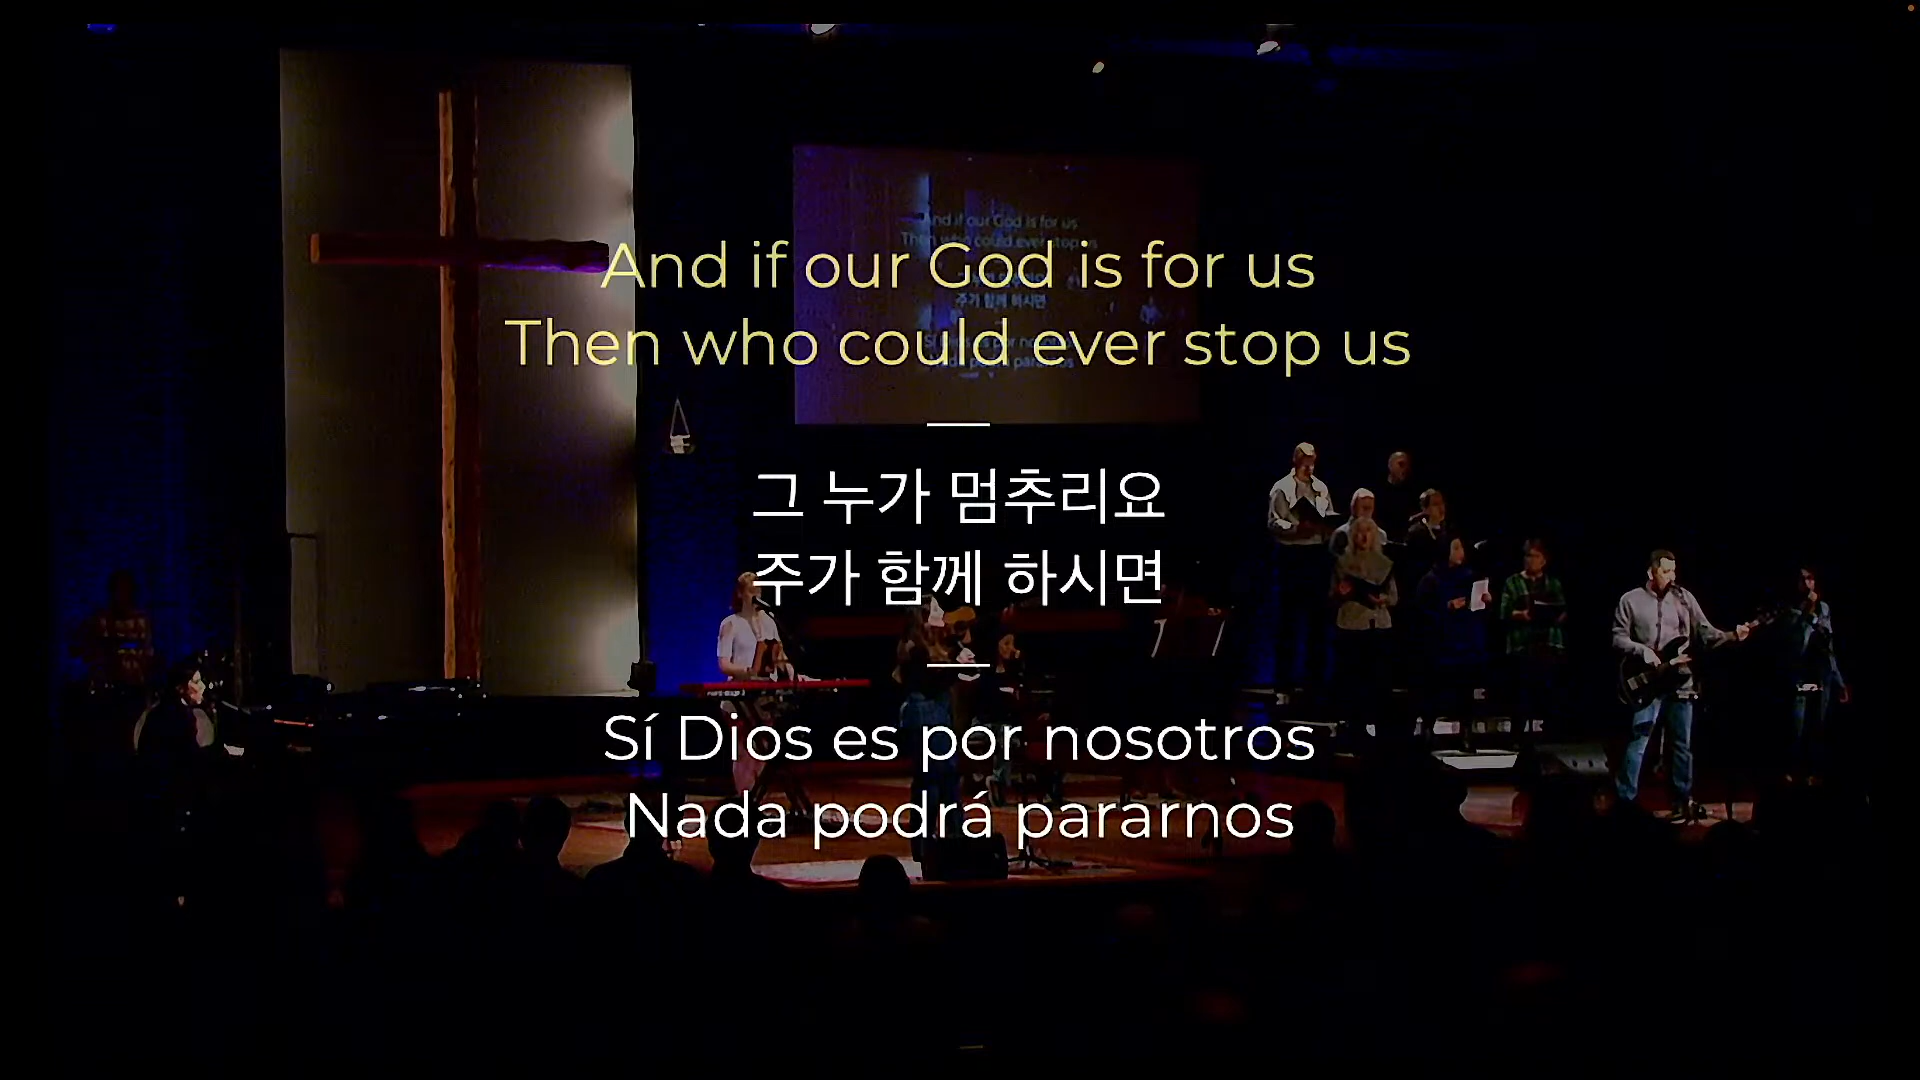 And if our God is for us
Then who could ever stop us
그 누가 멈추리요
주가 함께 하시면
Sí Dios es por nosotros
Nada podrá pararnos